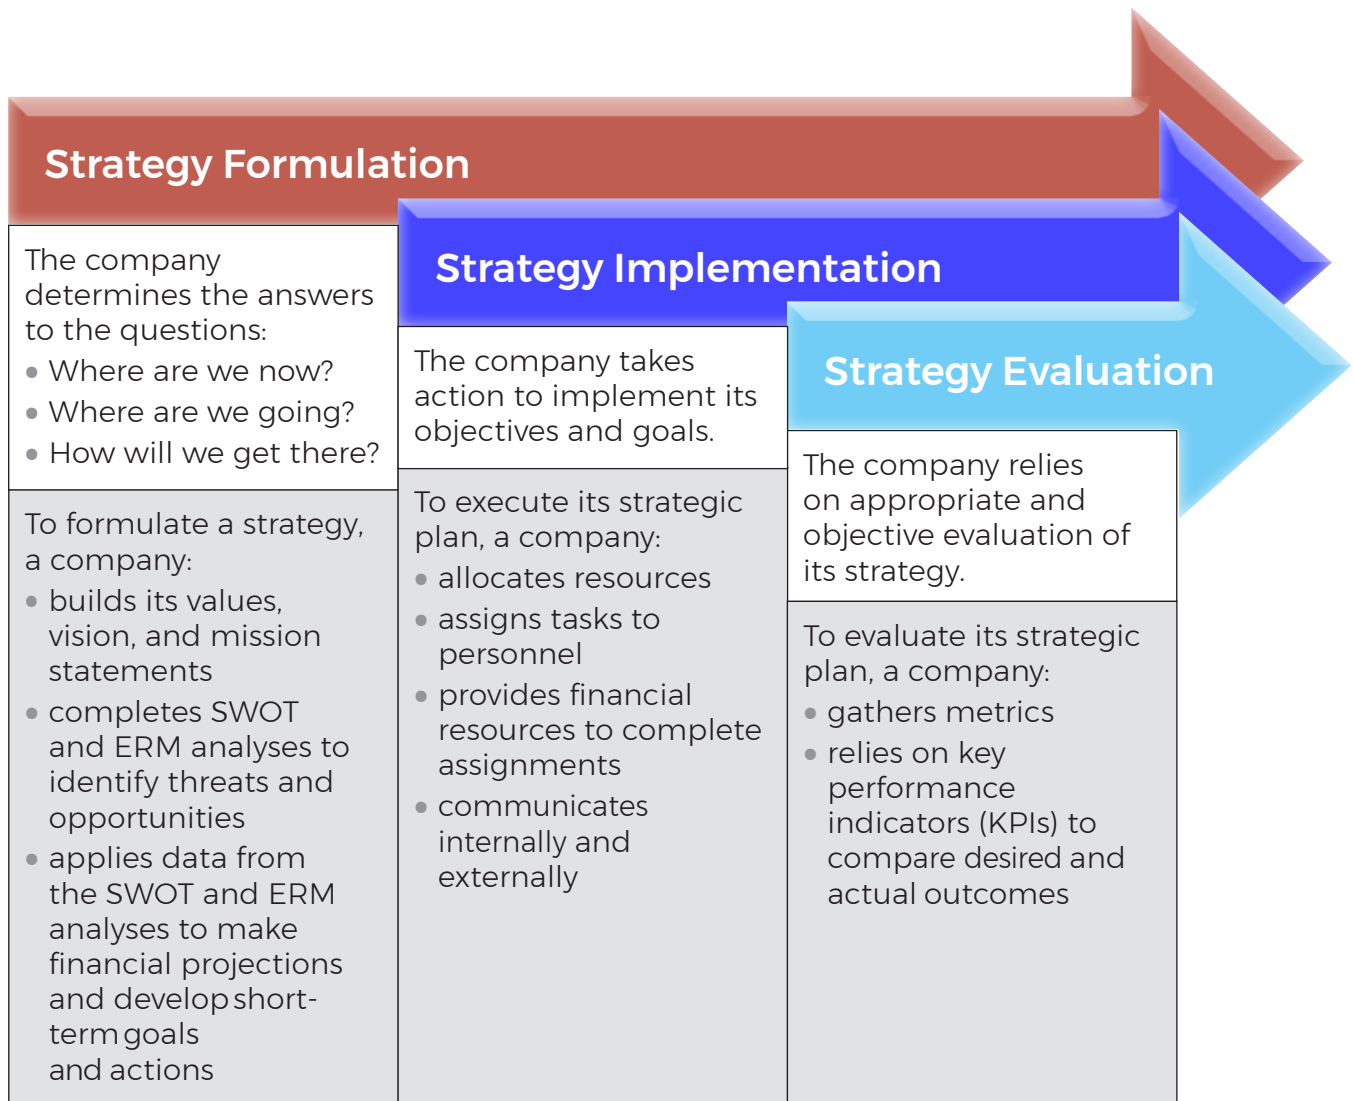 Strategy Formulation
The company
determines the answers
to the questions:
• Where are we now?
• Where are we going?
• How will we get there?
To formulate a strategy,
a company:
• builds its values,
vision, and mission
statements
• completes SWOT
and ERM analyses to
identify threats and
opportunities
• applies data from
the SWOT and ERM
analyses to make
financial projections
and develop short-
term goals
and actions
Strategy Implementation
The company takes
action to implement its
objectives and goals.
To execute its strategic
plan, a company:
• allocates resources
• assigns tasks to
personnel
• provides financial
resources to complete
assignments
• communicates
internally and
externally
Strategy Evaluation
The company relies
on appropriate and
objective evaluation of
its strategy.
To evaluate its strategic
plan, a company:
• gathers metrics
• relies on key
performance
indicators (KPIs) to
compare desired and
actual outcomes